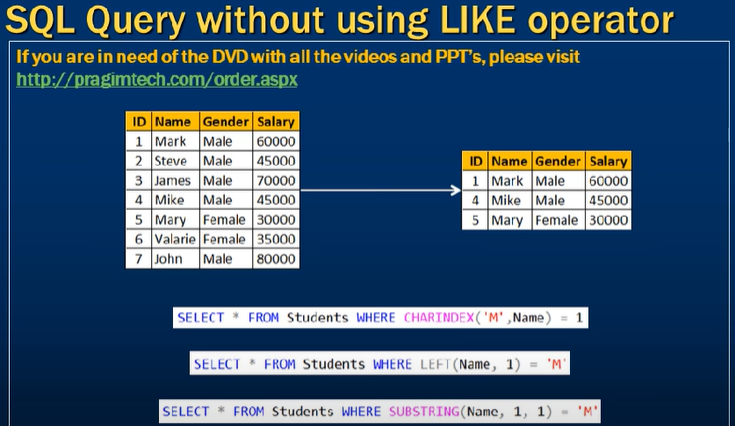 SQL Query without using LIKE operator
If you are in need of the DVD with all the videos and PPT's, please visit
http://pragimtech.com/order.aspx
ID Name Gender Salary
1 Mark Male 60000
2 Steve Male 45000
3 James Male 70000
4 Mike Male 45000
5 Mary Female 30000
6 Valarie Female 35000
7 John Male 80000
ID Name Gender Salary
1 Mark Male 60000
4 Mike Male 45000
5 Mary Female 30000
SELECT * FROM Students WHERE CHARINDEX('M',Name) = 1
SELECT * FROM Students WHERE LEFT(Name, 1) = 'M'
SELECT * FROM Students WHERE SUBSTRING(Name, 1, 1) = 'M'